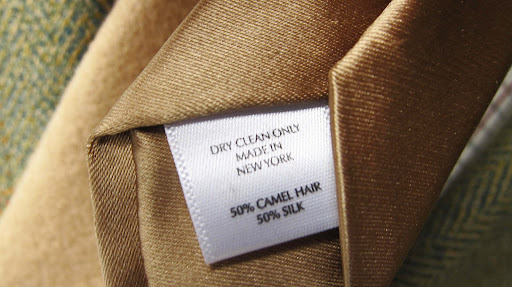 DRY CLEAN ONLY
MADE IN
NEW YORK
50% CAMEL HAIR
50% SILK